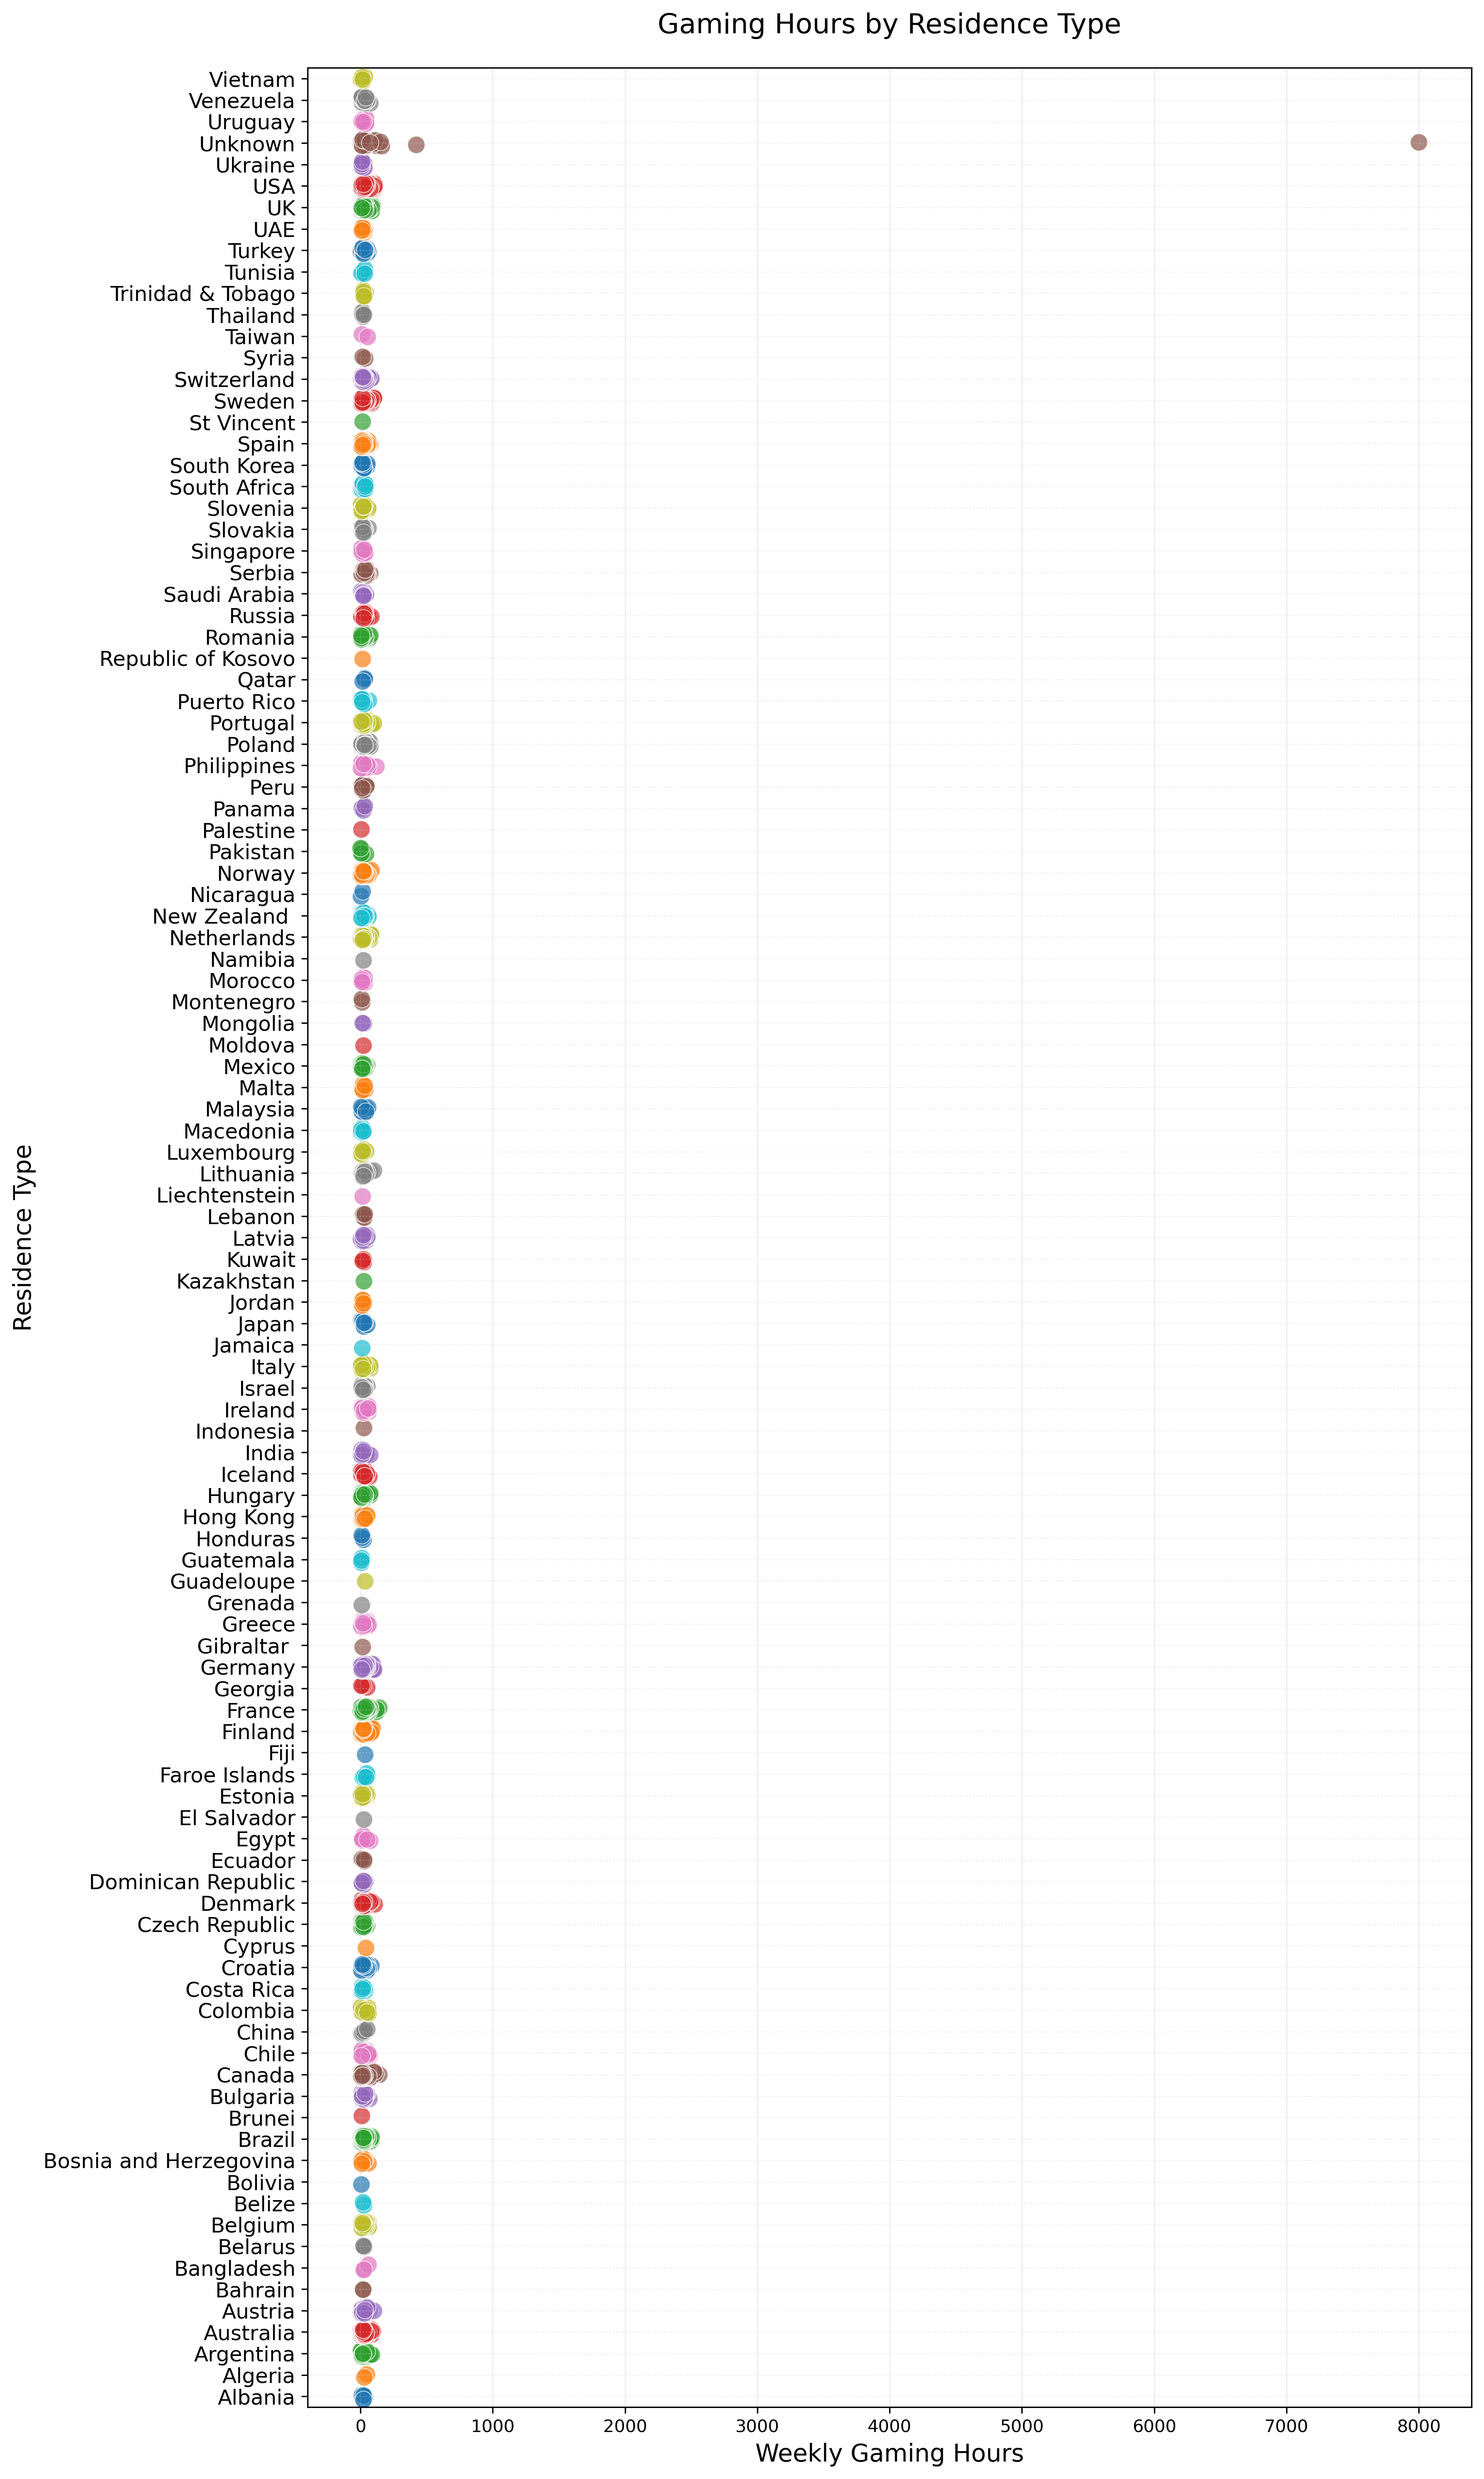 Gaming Hours by Residence Type
Vietnam
Venezuela
Uruguay
Unknown
Ukraine
USA
UK
UAE
Turkey
Tunisia
Trinidad & Tobago
Thailand
Taiwan
Syria
Switzerland
Sweden
St Vincent
Spain
South Korea
South Africa
Slovenia
Slovakia
Singapore
Serbia
Saudi Arabia
Russia
Romania
Republic of Kosovo
Qatar
Puerto Rico
Portugal
Poland
Philippines
Peru
Panama
Palestine
Pakistan
Norway
Nicaragua
New Zealand
Netherlands
Namibia
Morocco
Montenegro
Mongolia
Moldova
Mexico
Malta
Malaysia
Macedonia
Luxembourg
Lithuania
Liechtenstein
Lebanon
Latvia
Kuwait
Kazakhstan
Jordan
Japan
Jamaica
Italy
Israel
Ireland
Indonesia
India
Iceland
Hungary
Hong Kong
Honduras
Guatemala
Guadeloupe
Grenada
Greece
Gibraltar
Germany
Georgia
France
Finland
Fiji
Faroe Islands
Estonia
El Salvador
Egypt
Ecuador
Dominican Republic
Denmark
Czech Republic
Cyprus
Croatia
Costa Rica
Colombia
China
Chile
Canada
Bulgaria
Brunei
Brazil
Bosnia and Herzegovina
Bolivia
Belize
Belgium
Belarus
Bangladesh
Bahrain
Austria
Australia
Argentina
Algeria
Albania
Residence Type
0 1000 2000 3000 4000 5000 6000 7000 8000
Weekly Gaming Hours